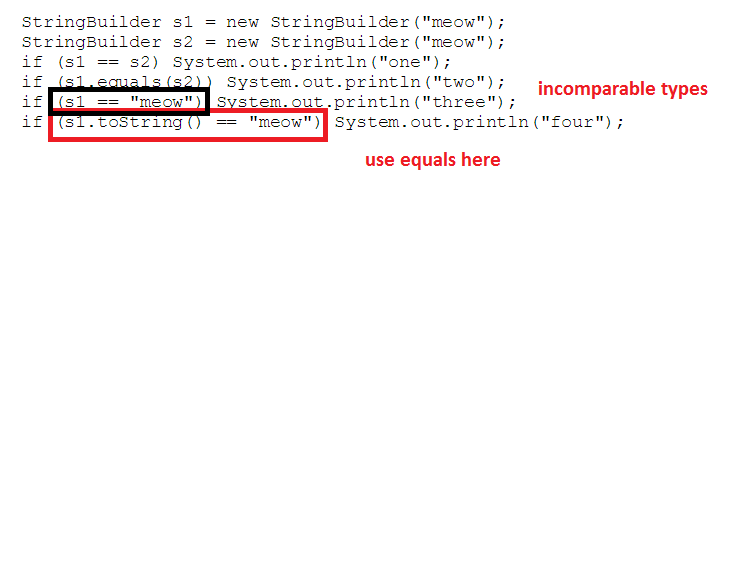 StringBuilder s1 = new StringBuilder("meow");
StringBuilder s2 = new StringBuilder("meow");
if (s1 == s2) System.out.println("one");
if (s1.equals(s2)) System.out.println("two");
if (s1 == "meow") System.out.println("three");
incomparable types
if (s1.toString() == "meow") System.out.println("four");
use equals here